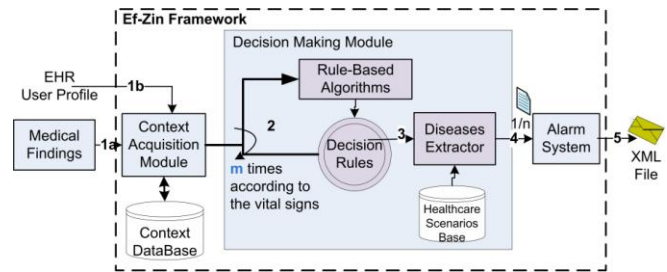 Ef-Zin Framework
Decision Making Module
EHR
User Profile
1b
Rule-Based
Algorithms
Medical
Findings
1a
Context
Acquisition
Module
2
Decision
Rules
3
Diseases
Extractor
1/n
4
Alarm
System
5
XML
File
m times
according to
the vital signs
Context
DataBase
Healthcare
Scenarios
Base